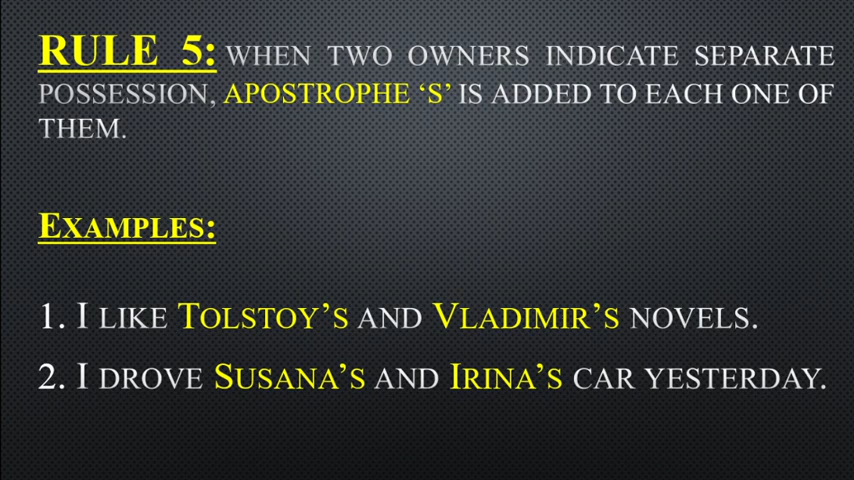 RULE 5: WHEN TWO OWNERS INDICATE SEPARATE
POSSESSION, APOSTROPHE ‘S’ IS ADDED TO EACH ONE OF
THEM.
EXAMPLES:
1. I LIKE TOLSTOY’S AND VLADIMIR’S NOVELS.
2. I DROVE SUSANA’S AND IRINA’S CAR YESTERDAY.